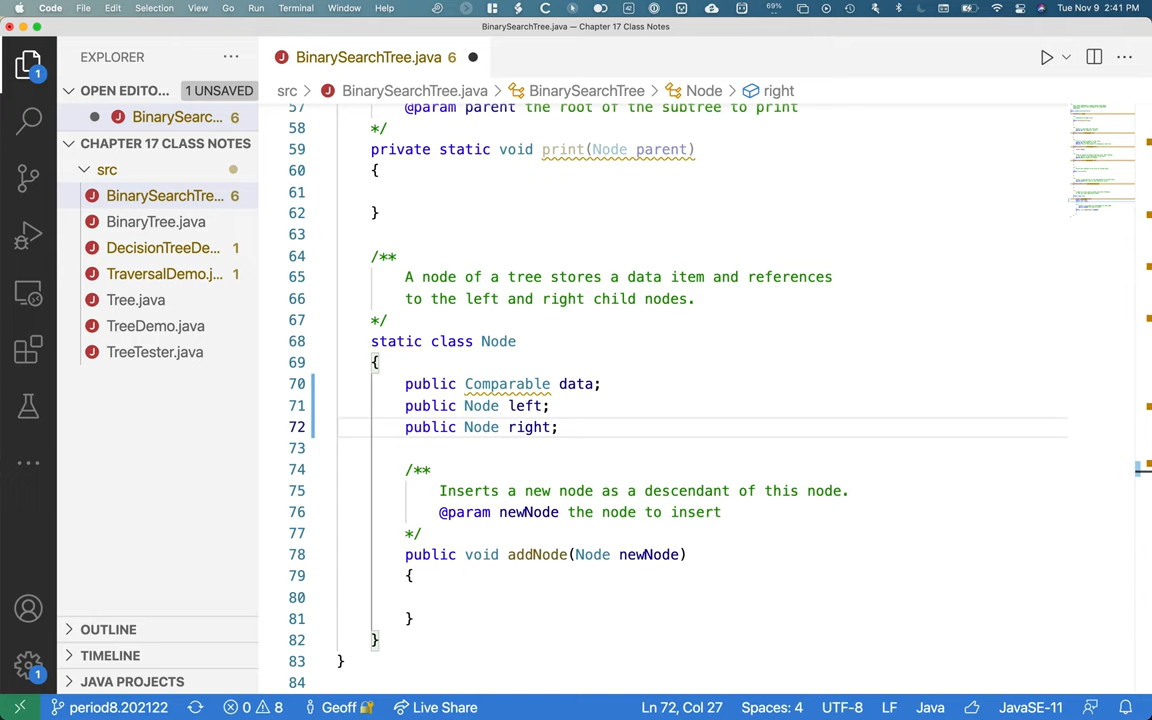 Code File Edit Selection View Go Run Terminal Window Help 69% Tue Nov 9 2:41 PM
BinarySearchTree.java — Chapter 17 Class Notes
EXPLORER
BinarySearchTree.java 6
OPEN EDITO... 1 UNSAVED
src BinarySearchTree.java BinarySearchTree Node right
BinarySearc... 6
CHAPTER 17 CLASS NOTES
src
BinarySearchTre... 6
BinaryTree.java
DecisionTreeDe... 1
TraversalDemo.j... 1
Tree.java
TreeDemo.java
TreeTester.java
OUTLINE
TIMELINE
JAVA PROJECTS
1
1
57 @param parent the root of the subtree to print
58 */
59 private static void print(Node parent)
60 {
61
62 }
63
64 /**
65 A node of a tree stores a data item and references
66 to the left and right child nodes.
67 */
68 static class Node
69 {
70 public Comparable data;
71 public Node left;
72 public Node right;
73
74 /**
75 Inserts a new node as a descendant of this node.
76 @param newNode the node to insert
77 */
78 public void addNode(Node newNode)
79 {
80
81 }
82 }
83 }
84
period8.202122 0 8 Geoff Live Share Ln 72, Col 27 Spaces: 4 UTF-8 LF Java JavaSE-11